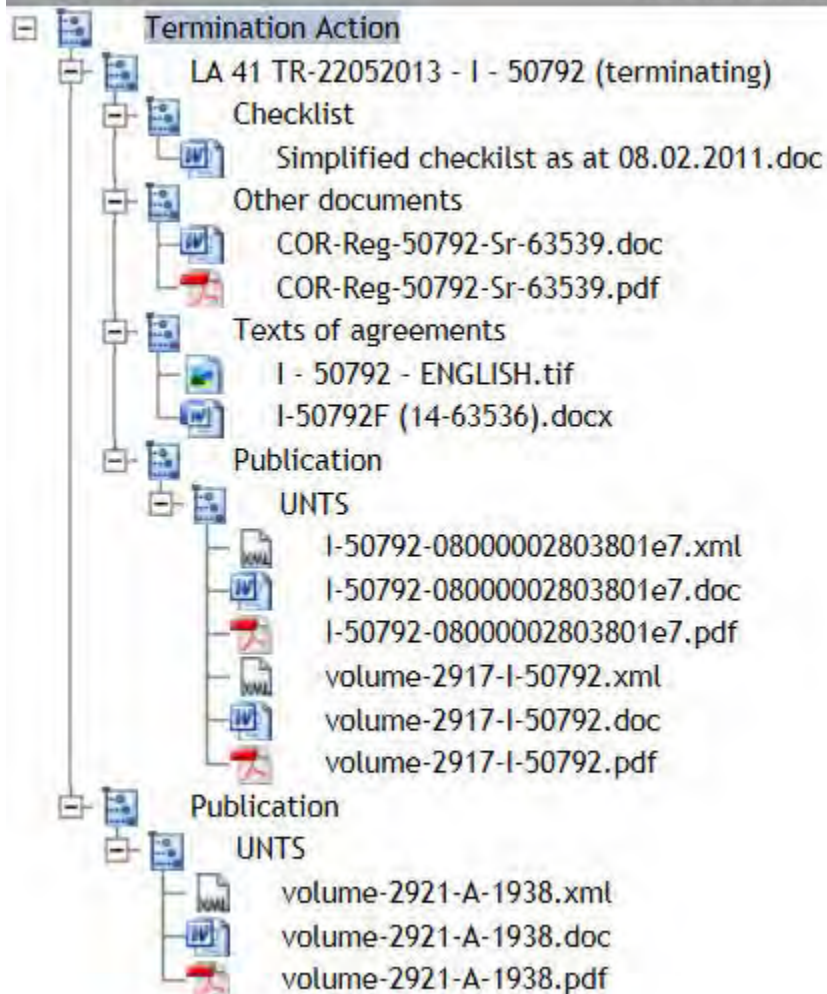 Termination Action
LA 41 TR-22052013 - I - 50792 (terminating)
Checklist
Simplified checkilst as at 08.02.2011.doc
Other documents
COR-Reg-50792-Sr-63539.doc
COR-Reg-50792-Sr-63539.pdf
Texts of agreements
I - 50792 - ENGLISH.tif
I-50792F (14-63536).docx
Publication
UNTS
I-50792-08000002803801e7.xml
I-50792-08000002803801e7.doc
I-50792-08000002803801e7.pdf
volume-2917-I-50792.xml
volume-2917-I-50792.doc
volume-2917-I-50792.pdf
Publication
UNTS
volume-2921-A-1938.xml
volume-2921-A-1938.doc
volume-2921-A-1938.pdf